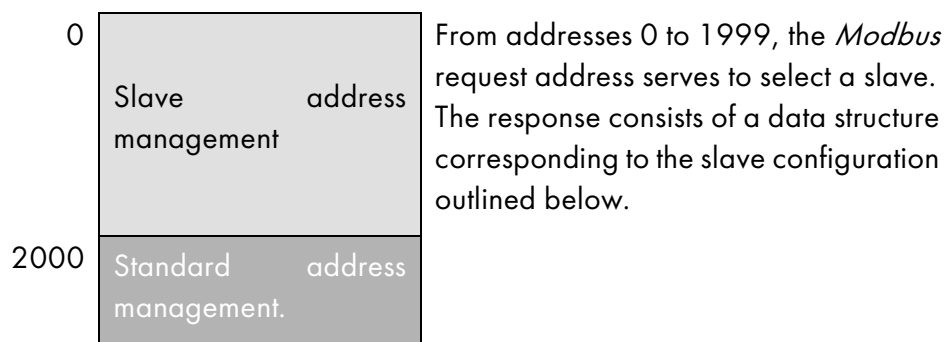 0
Slave address
management
From addresses 0 to 1999, the Modbus
request address serves to select a slave.
The response consists of a data structure
corresponding to the slave configuration
outlined below.
2000
Standard address
management.